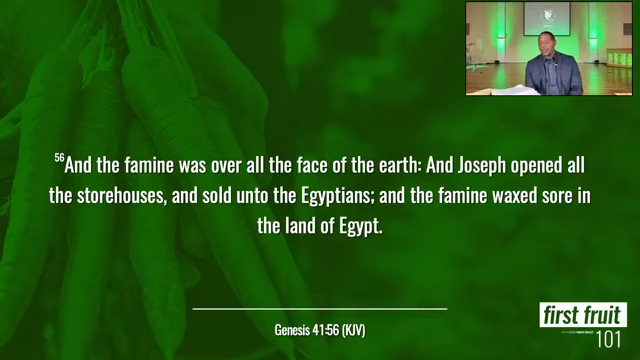 56And the famine was over all the face of the earth: And Joseph opened all
the storehouses, and sold unto the Egyptians; and the famine waxed sore in
the land of Egypt.
Genesis 41:56 (KJV)
first fruit
101